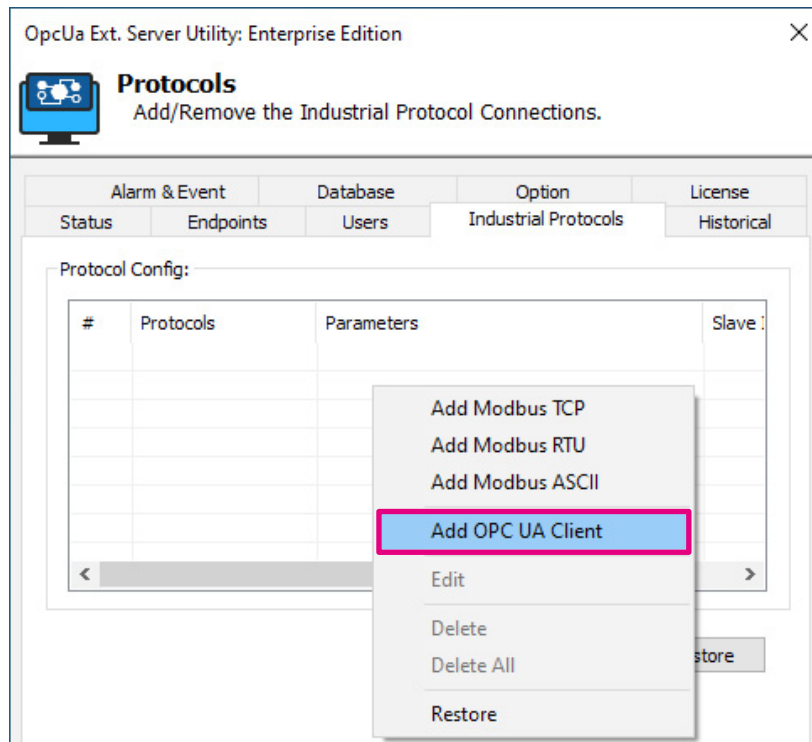 OpcUa Ext. Server Utility: Enterprise Edition
Protocols
Add/Remove the Industrial Protocol Connections.
Alarm & Event Database Option License
Status Endpoints Users Industrial Protocols Historical
Protocol Config:
# Protocols Parameters Slave
Add Modbus TCP
Add Modbus RTU
Add Modbus ASCII
Add OPC UA Client
Edit
Delete
Delete All
store
Restore